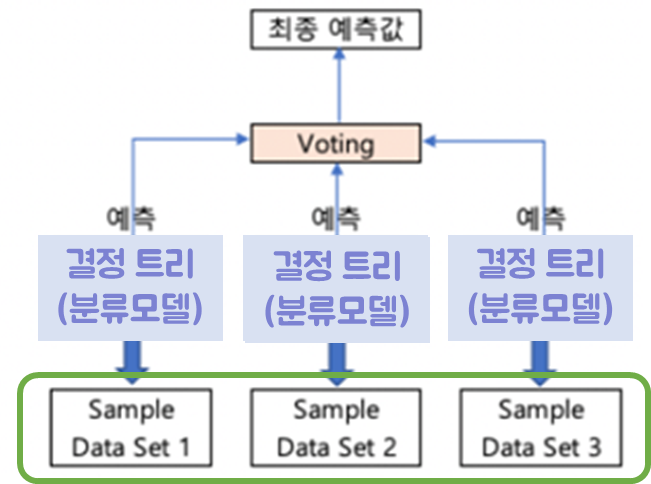 최종 예측값
Voting
예측 예측 예측
결정 트리 결정 트리 결정 트리
(분류모델) (분류모델) (분류모델)
Sample Sample Sample
Data Set 1 Data Set 2 Data Set 3